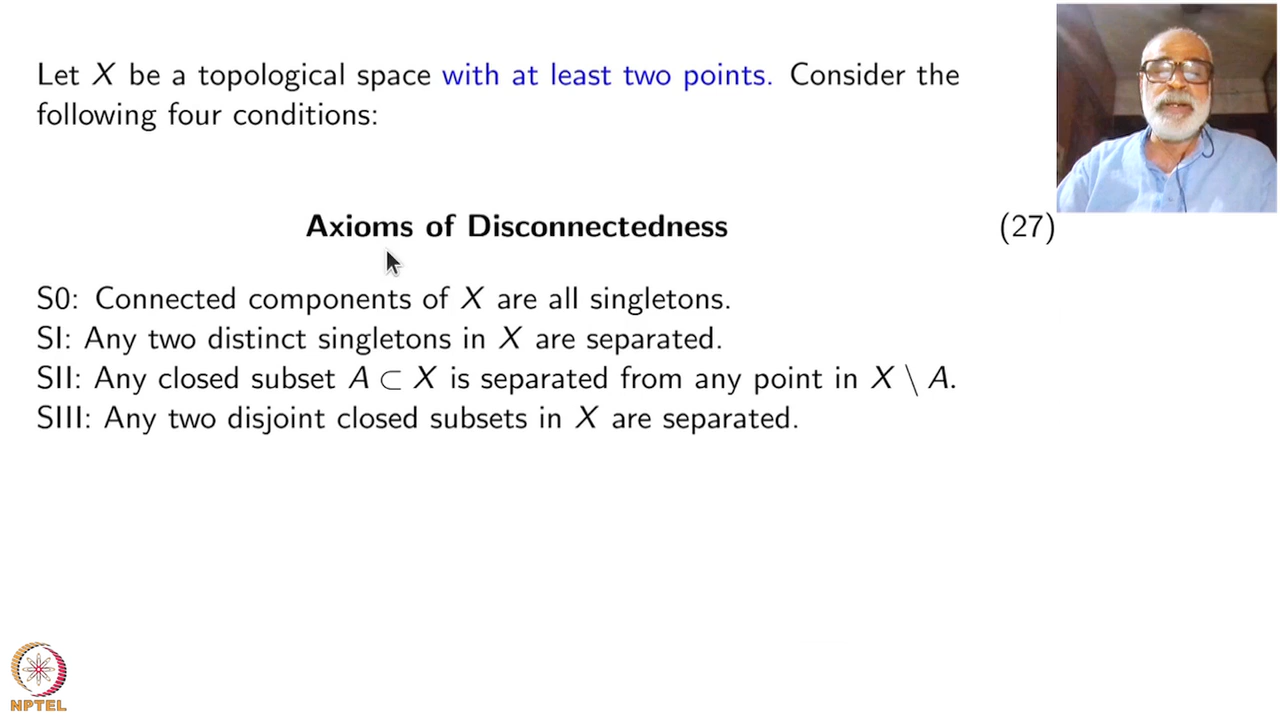 Let X be a topological space with at least two points. Consider the
following four conditions:
Axioms of Disconnectedness (27)
S0: Connected components of X are all singletons.
SI: Any two distinct singletons in X are separated.
SII: Any closed subset A ⊂ X is separated from any point in X \ A.
SIII: Any two disjoint closed subsets in X are separated.
NPTEL